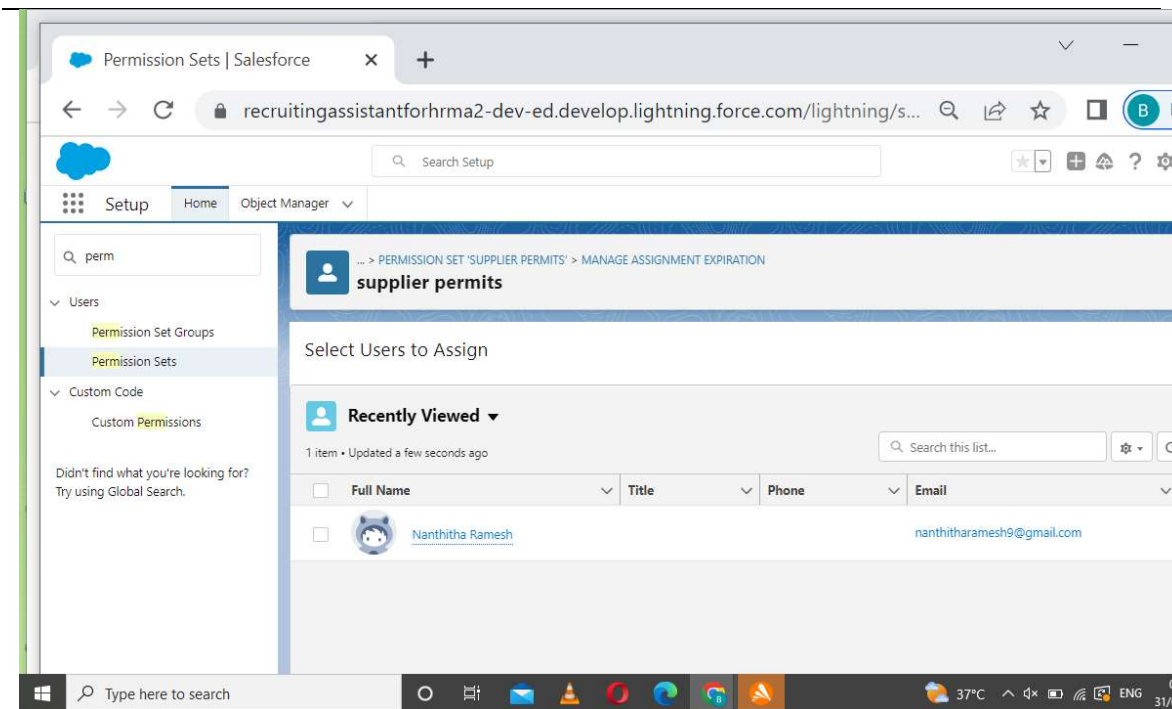 Permission Sets | Salesforce
recruitingassistantforhrma2-dev-ed.develop.lightning.force.com/lightning/s...
B
Search Setup
Setup Home Object Manager
perm
Users
Permission Set Groups
Permission Sets
Custom Code
Custom Permissions
Didn't find what you're looking for?
Try using Global Search.
... > PERMISSION SET 'SUPPLIER PERMITS' > MANAGE ASSIGNMENT EXPIRATION
supplier permits
Select Users to Assign
Recently Viewed
1 item • Updated a few seconds ago
Search this list...
Full Name Title Phone Email
Nanthitha Ramesh nanthitharamesh9@gmail.com
Type here to search
37°C ENG
31/